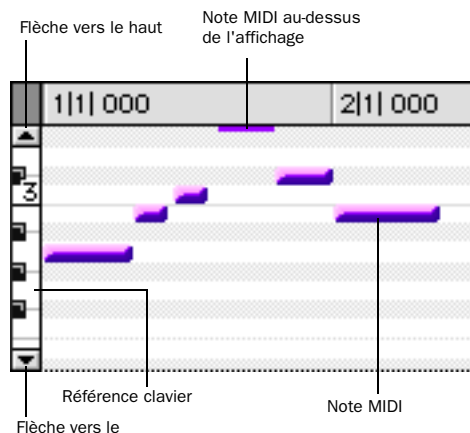 Flèche vers le haut
Note MIDI au-dessus
de l'affichage
1|1| 000
2|1| 000
3
Référence clavier
Note MIDI
Flèche vers le